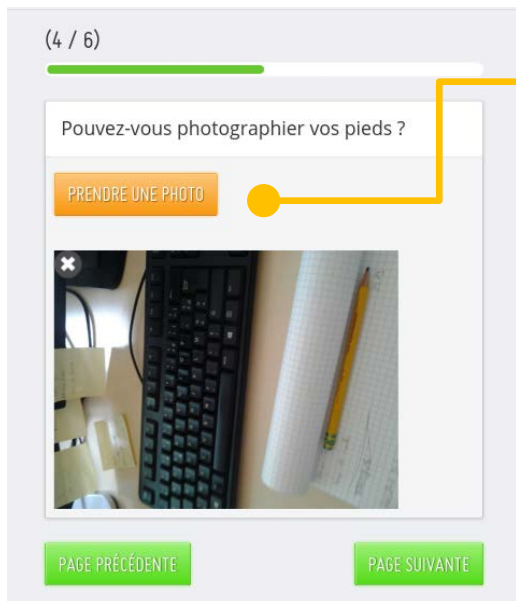 (4 / 6)
Pouvez-vous photographier vos pieds ?
PRENDRE UNE PHOTO
PAGE PRÉCÉDENTE
PAGE SUIVANTE